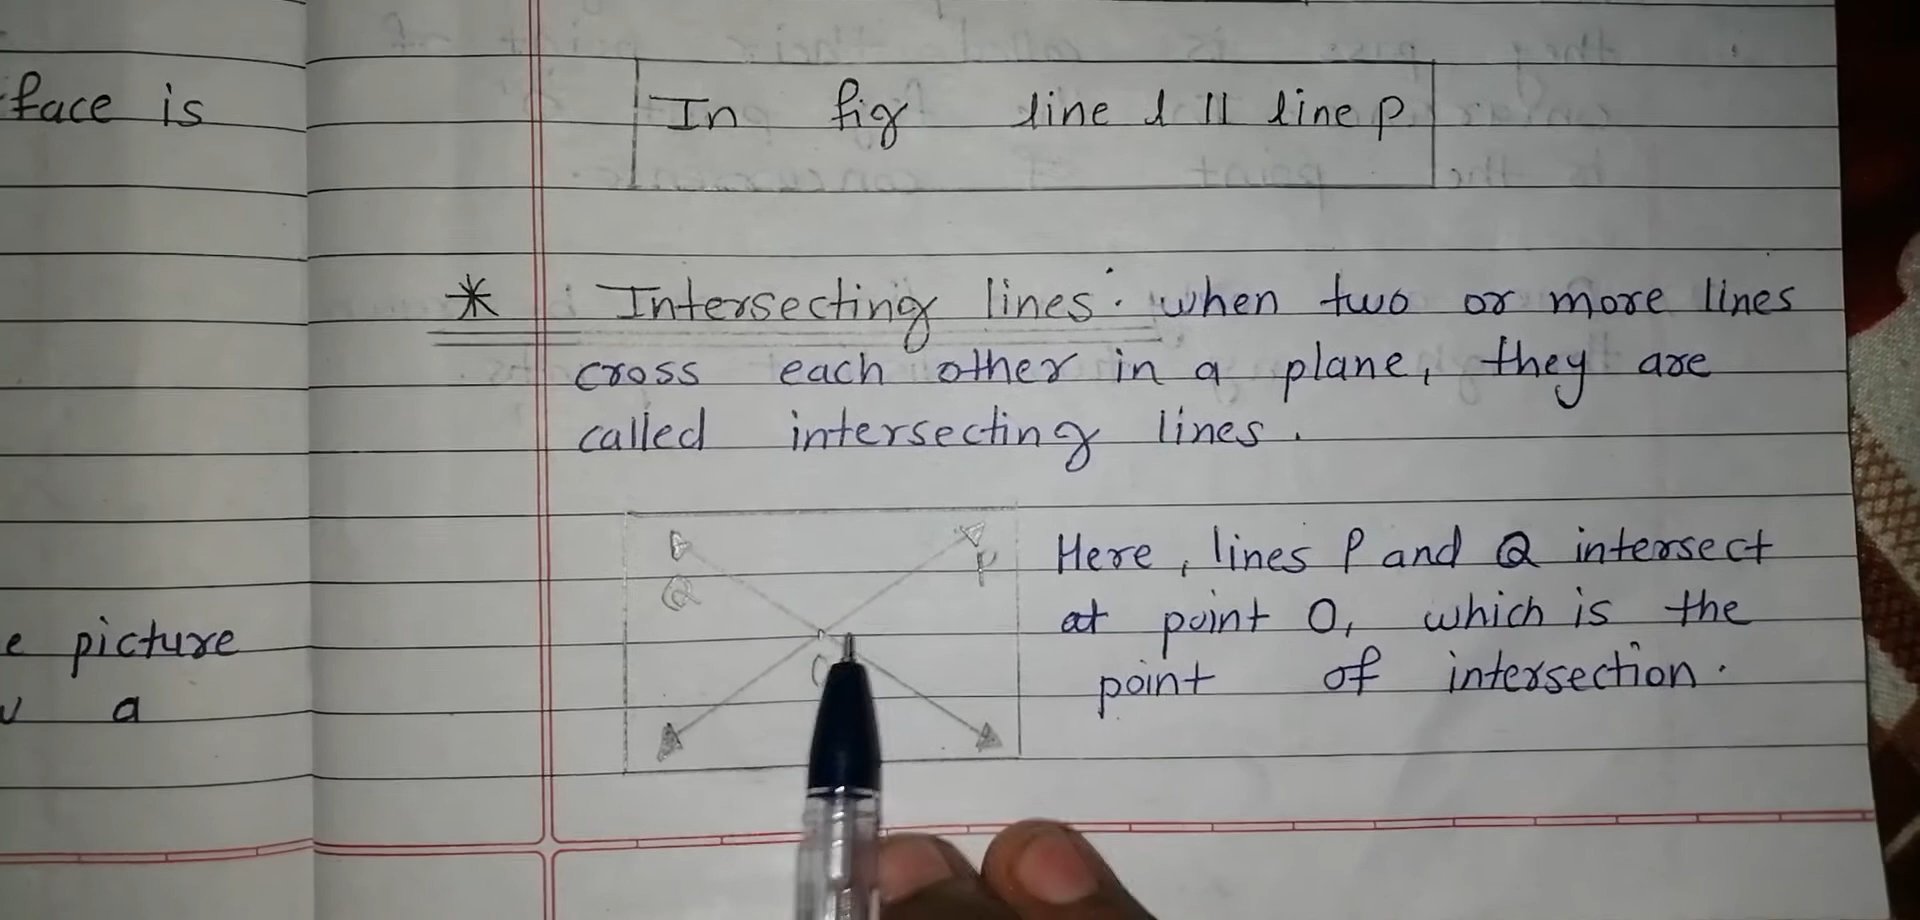 face is
e picture
a
In fig line l || line p
* Intersecting lines : when two or more lines
cross each other in a plane, they are
called intersecting lines.
Q
P
O
Here, lines P and Q intersect
at point O, which is the
point of intersection.